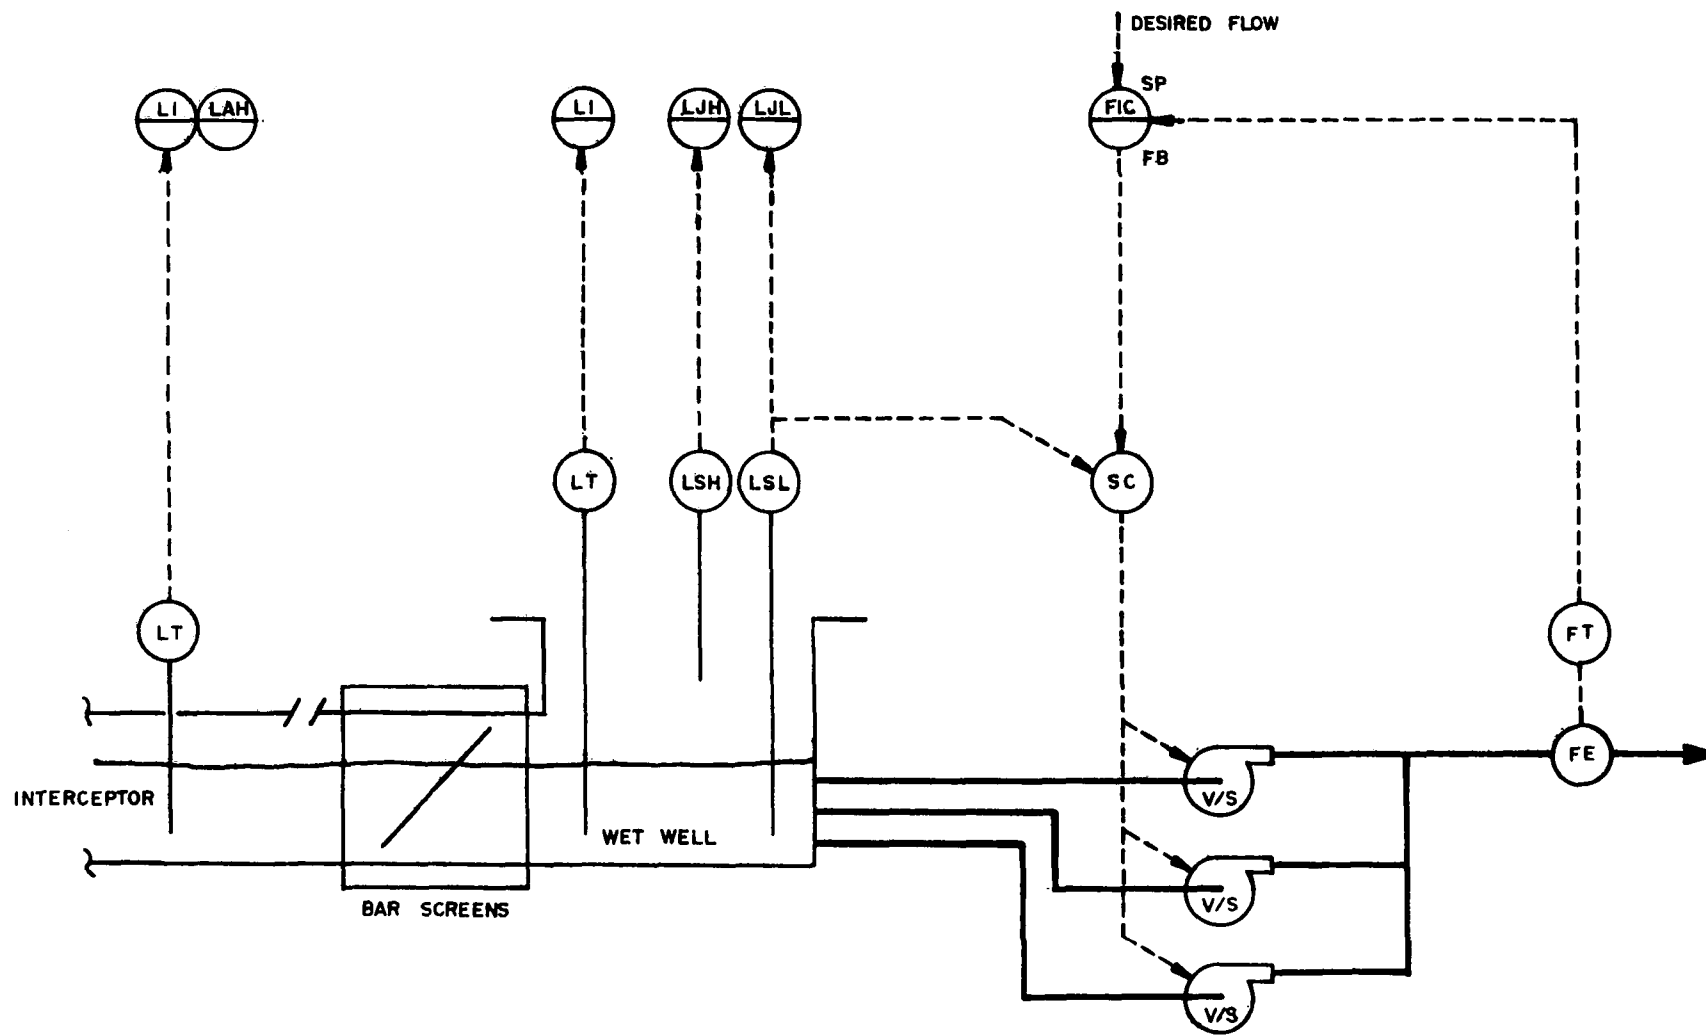 DESIRED FLOW
SP
LI
LAH
LI
LJH
LJL
FIC
FB
LT
LSH
LSL
SC
LT
FT
FE
INTERCEPTOR
V/S
WET WELL
V/S
BAR SCREENS
V/S